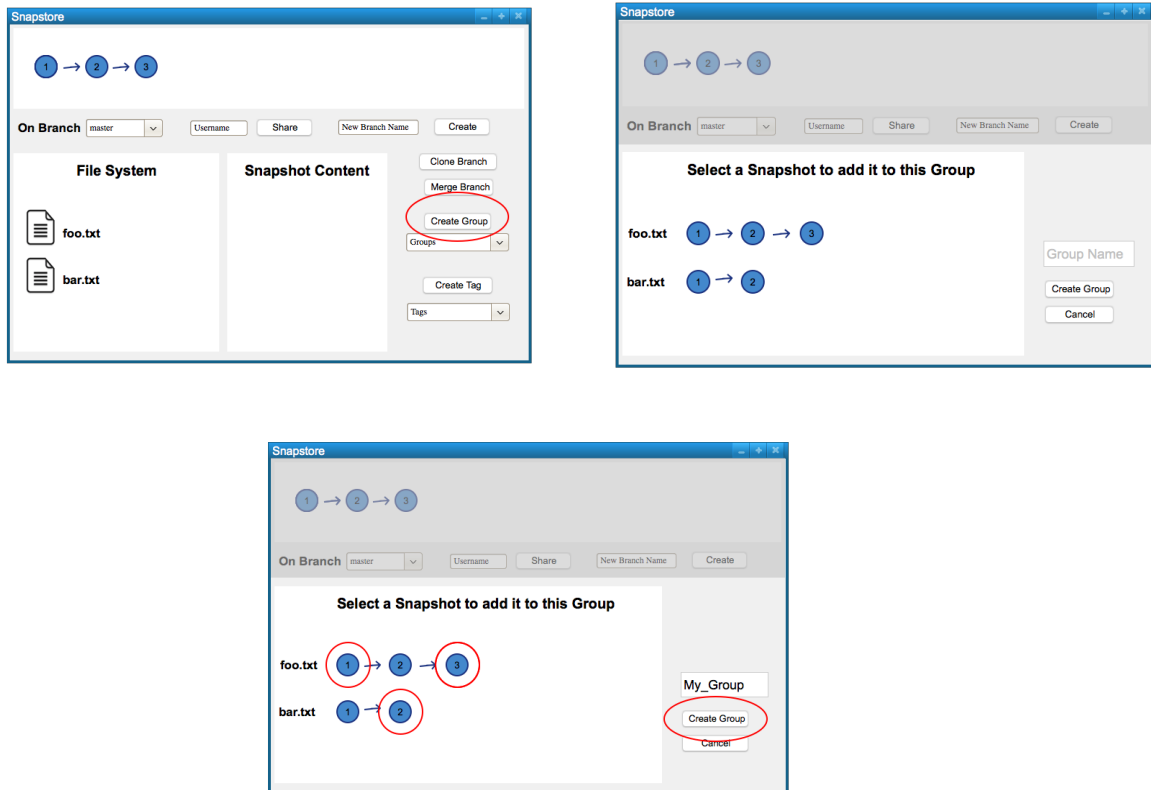 Snapstore
1 2 3
On Branch master Username Share New Branch Name Create
File System
Snapshot Content
foo.txt
bar.txt
Clone Branch
Merge Branch
Create Group
Groups
Create Tag
Tags
Snapstore
1 2 3
On Branch master Username Share New Branch Name Create
Select a Snapshot to add it to this Group
foo.txt 1 2 3
bar.txt 1 2
Group Name
Create Group
Cancel
Snapstore
1 2 3
On Branch master Username Share New Branch Name Create
Select a Snapshot to add it to this Group
foo.txt 1 2 3
bar.txt 1 2
My_Group
Create Group
Cancel